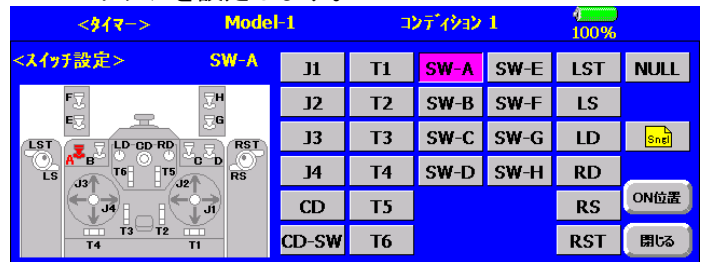 <タイマー> Model-1 コンディション 1 100%
<スイッチ設定> SW-A
J1 T1 SW-A SW-E LST NULL
J2 T2 SW-B SW-F LS
J3 T3 SW-C SW-G LD Sngl
J4 T4 SW-D SW-H RD
CD T5 RS ON位置
CD-SW T6 RST 閉じる
F H
E G
LST LD CD RD RST
A B C D
LS T6 T5 RS
J3 J2
J4 J1
T3 T2
T4 T1